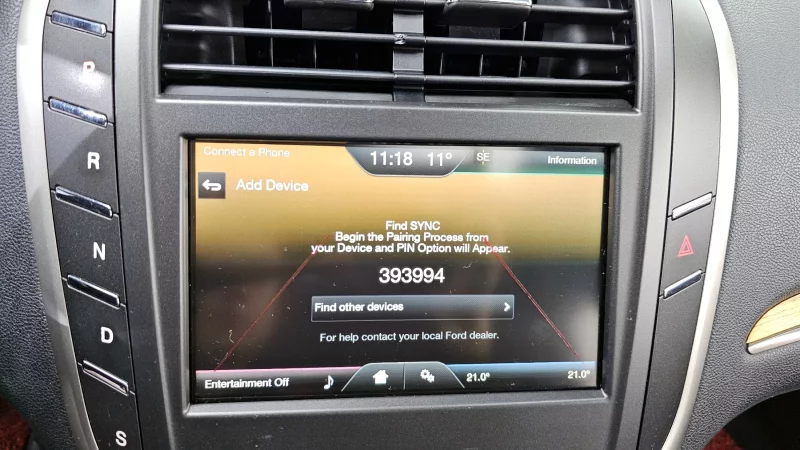 P
R
N
D
S
Connect a Phone
11:18 11° SE
Information
Add Device
Find SYNC
Begin the Pairing Process from
your Device and PIN Option will Appear.
393994
Find other devices
For help contact your local Ford dealer.
Entertainment Off
21.0°
21.0°